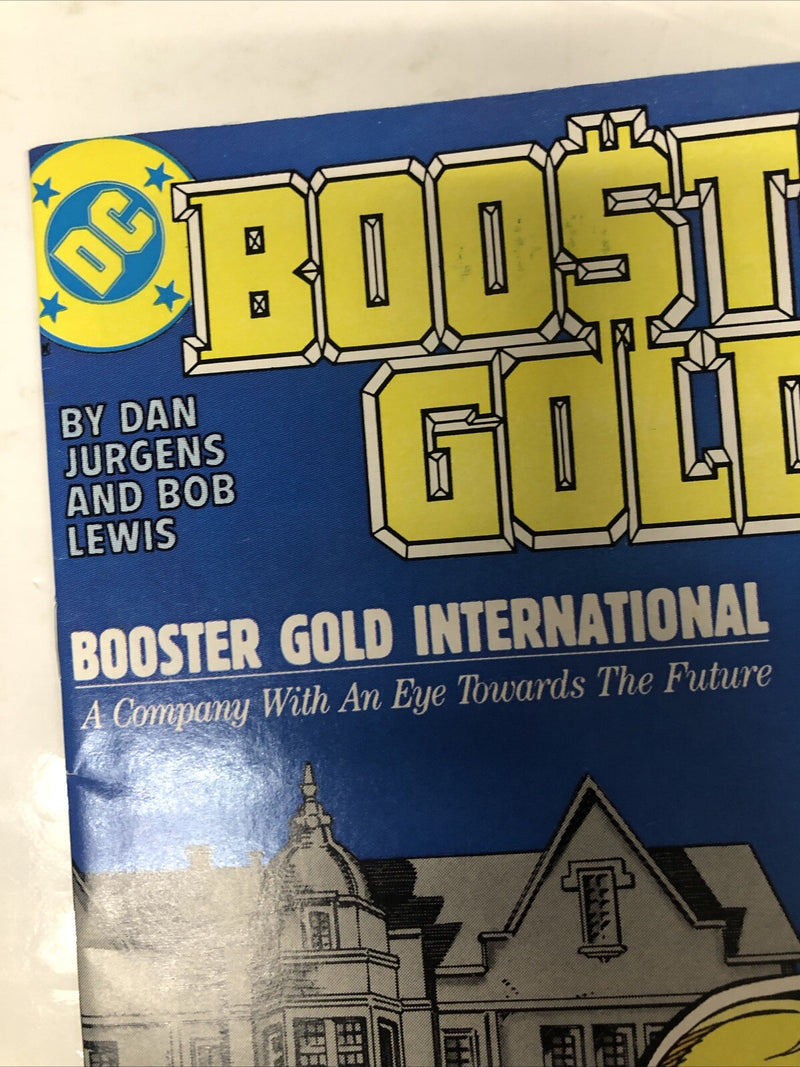 DC
BOO$T
GOLD
BY DAN
JURGENS
AND BOB
LEWIS
BOOSTER GOLD INTERNATIONAL
A Company With An Eye Towards The Future